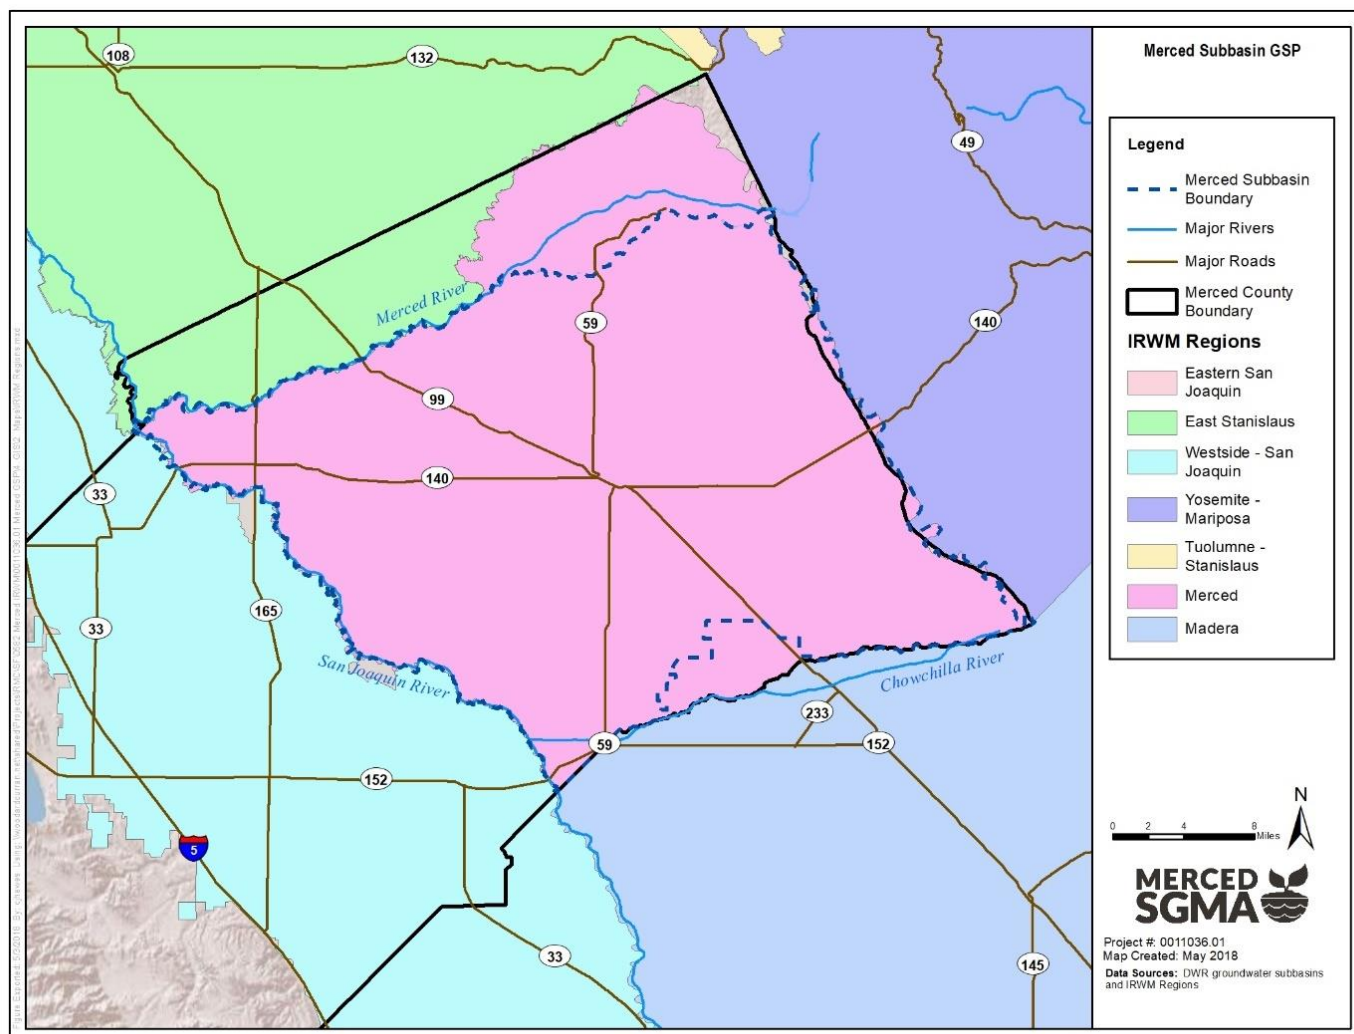 Merced Subbasin GSP
Legend
Merced Subbasin
Boundary
Major Rivers
Major Roads
Merced County
Boundary
IRWM Regions
Eastern San
Joaquin
East Stanislaus
Westside - San
Joaquin
Yosemite -
Mariposa
Tuolumne -
Stanislaus
Merced
Madera
108
132
49
Merced River
59
140
99
140
33
165
33
San Joaquin River
Chowchilla River
233
59
152
152
5
33
145
N
0 2 4 8
Miles
MERCED
SGMA
Project #: 0011036.01
Map Created: May 2018
Data Sources: DWR groundwater subbasins
and IRWM Regions